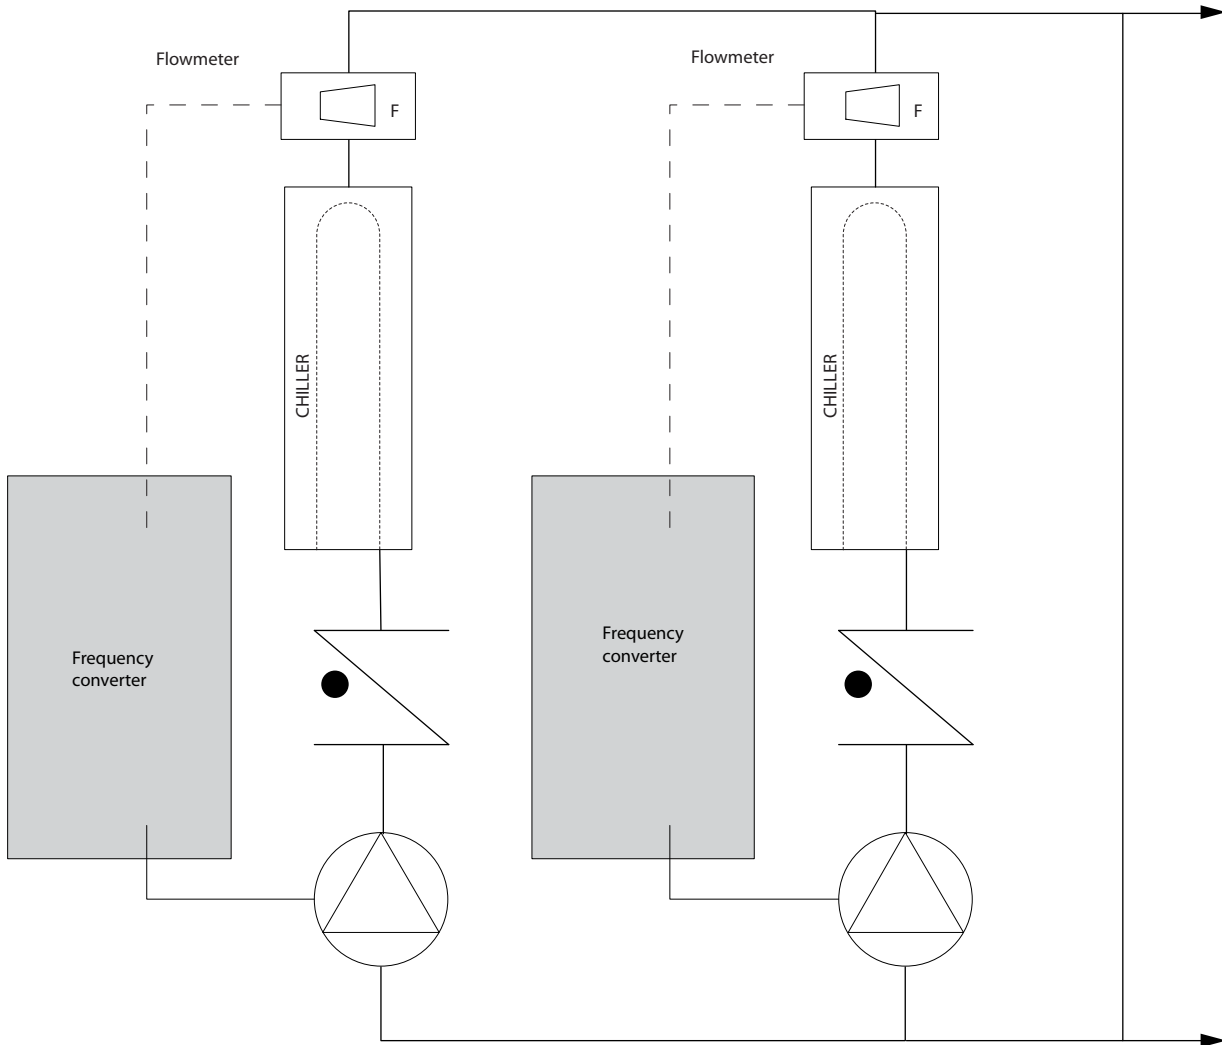 Flowmeter
Flowmeter
F
F
CHILLER
CHILLER
Frequency
converter
Frequency
converter